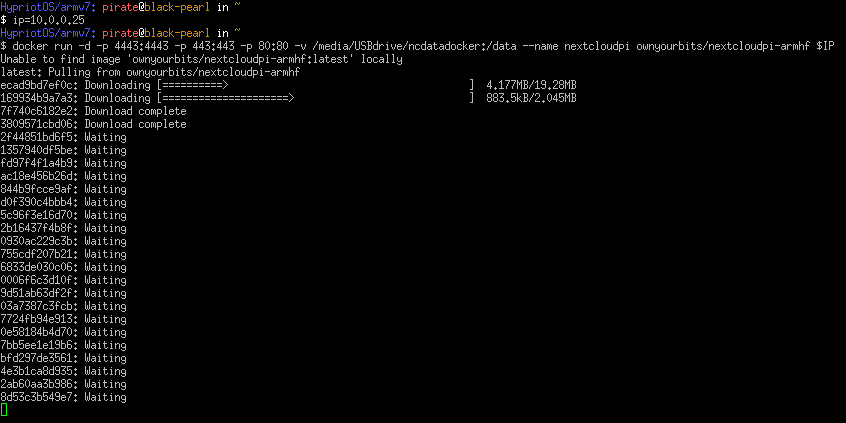 HypriotOS/armv7: pirate@black-pearl in ~
$ ip=10.0.0.25
HypriotOS/armv7: pirate@black-pearl in ~
$ docker run -d -p 4443:4443 -p 443:443 -p 80:80 -v /media/USBdrive/ncdatadocker:/data --name nextcloudpi ownyourbits/nextcloudpi-armhf $IP
Unable to find image 'ownyourbits/nextcloudpi-armhf:latest' locally
latest: Pulling from ownyourbits/nextcloudpi-armhf
ecad9bd7ef0c: Downloading [==========>                                        ]  4.177MB/19.28MB
169934b9a7a3: Downloading [=====================>                             ]  883.5kB/2.045MB
7f740c6182e2: Download complete
3809571cbd06: Download complete
2f44851bd6f5: Waiting
1357940df5be: Waiting
fd97f4f1a4b9: Waiting
ac18e456b26d: Waiting
844b9fcce9af: Waiting
d0f390c4bbb4: Waiting
5c96f3e16d70: Waiting
2b16437f4b8f: Waiting
0930ac229c3b: Waiting
755cdf207b21: Waiting
6833de030c06: Waiting
0006f6c3d10f: Waiting
9d51ab63df2f: Waiting
03a7387c3fcb: Waiting
7724fb94e913: Waiting
0e58184b4d70: Waiting
7bb5ee1e19b6: Waiting
bfd297de3561: Waiting
4e3b1ca8d935: Waiting
2ab60aa3b986: Waiting
8d53c3b549e7: Waiting